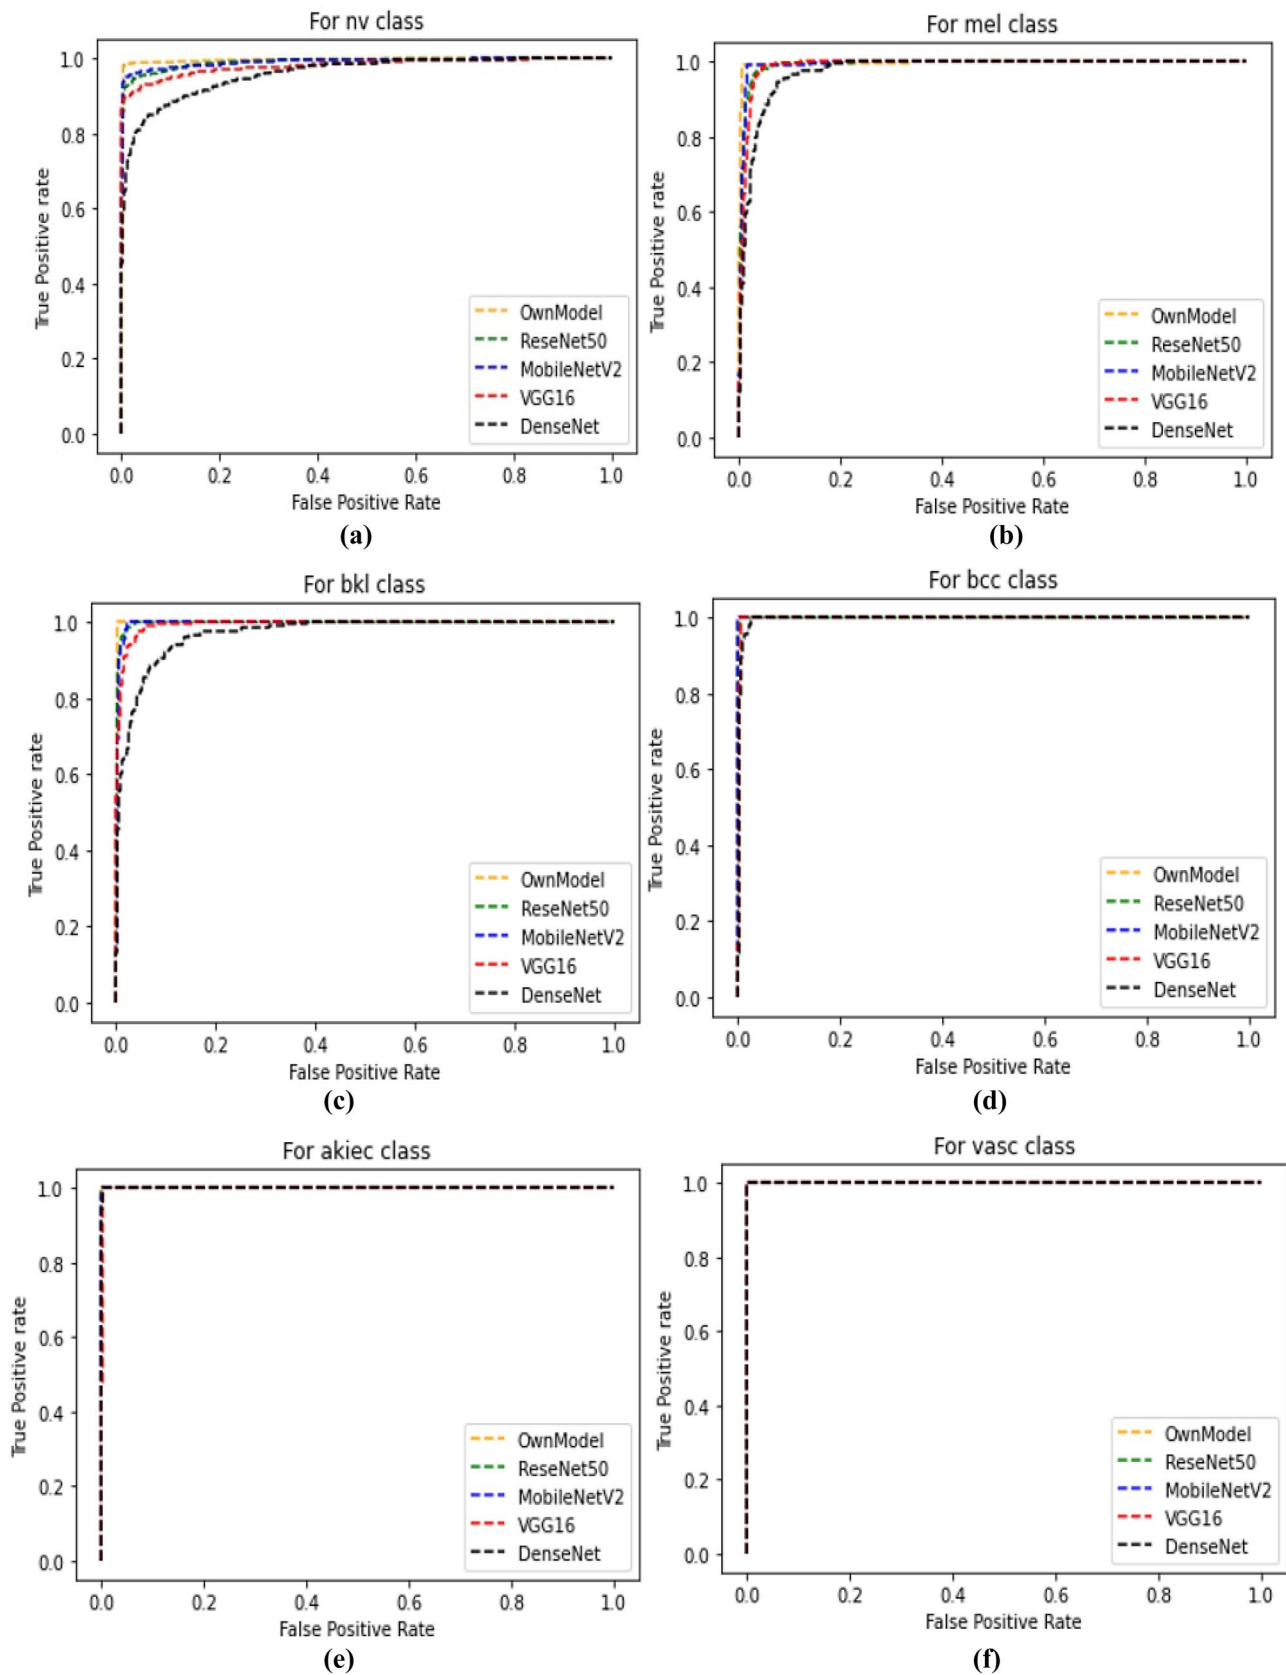 For nv class
1.0
0.8
0.6
0.4
0.2
0.0
True Positive rate
OwnModel
ReseNet50
MobileNetV2
VGG16
DenseNet
0.0 0.2 0.4 0.6 0.8 1.0
False Positive Rate
(a)
For mel class
1.0
0.8
0.6
0.4
0.2
0.0
True Positive rate
OwnModel
ReseNet50
MobileNetV2
VGG16
DenseNet
0.0 0.2 0.4 0.6 0.8 1.0
False Positive Rate
(b)
For bkl class
1.0
0.8
0.6
0.4
0.2
0.0
True Positive rate
OwnModel
ReseNet50
MobileNetV2
VGG16
DenseNet
0.0 0.2 0.4 0.6 0.8 1.0
False Positive Rate
(c)
For bcc class
1.0
0.8
0.6
0.4
0.2
0.0
True Positive rate
OwnModel
ReseNet50
MobileNetV2
VGG16
DenseNet
0.0 0.2 0.4 0.6 0.8 1.0
False Positive Rate
(d)
For akiec class
1.0
0.8
0.6
0.4
0.2
0.0
True Positive rate
OwnModel
ReseNet50
MobileNetV2
VGG16
DenseNet
0.0 0.2 0.4 0.6 0.8 1.0
False Positive Rate
(e)
For vasc class
1.0
0.8
0.6
0.4
0.2
0.0
True Positive rate
OwnModel
ReseNet50
MobileNetV2
VGG16
DenseNet
0.0 0.2 0.4 0.6 0.8 1.0
False Positive Rate
(f)